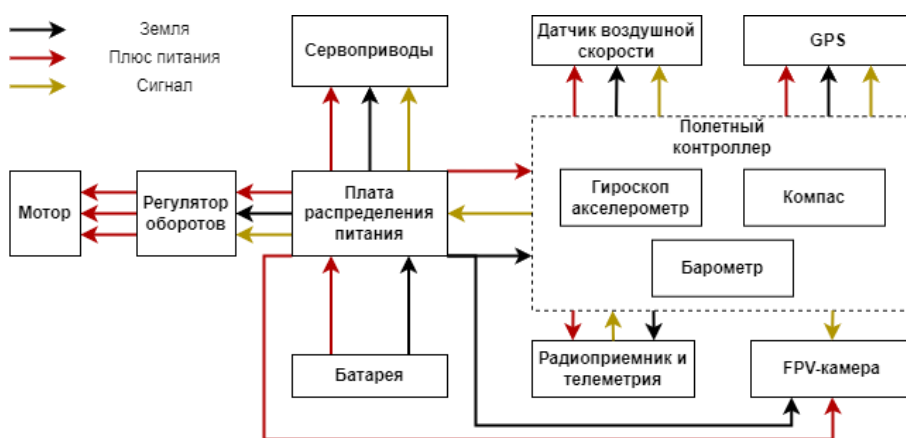 Земля
Плюс питания
Сигнал
Сервоприводы
Датчик воздушной
скорости
GPS
Полетный
контроллер
Мотор
Регулятор
оборотов
Плата
распределения
питания
Гироскоп
акселерометр
Компас
Барометр
Батарея
Радиоприемник и
телеметрия
FPV-камера